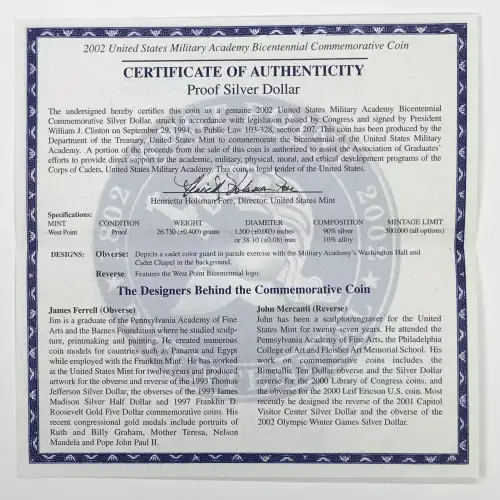 2002 United States Military Academy Bicentennial Commemorative Coin
CERTIFICATE OF AUTHENTICITY
Proof Silver Dollar
The undersigned hereby certifies this coin as a genuine 2002 United States Military Academy Bicentennial
Commemorative Silver Dollar, struck in accordance with legislation passed by Congress and signed by President
William J. Clinton on September 29, 1994, as Public Law 103-328, section 207. This coin has been produced by the
Department of the Treasury, United States Mint to commemorate the bicentennial of the United States Military
Academy. A portion of the proceeds from the sale of this coin is authorized to assist the Association of Graduates'
efforts to provide direct support to the academic, military, physical, moral, and ethical development programs of the
Corps of Cadets, United States Military Academy. This coin is legal tender of the United States.
Henrietta Holsman Fore
Henrietta Holsman Fore, Director, United States Mint
Specifications:
MINT CONDITION WEIGHT DIAMETER COMPOSITION MINTAGE LIMIT
West Point Proof 26.730 (±0.400) grams 1.500 (±0.003) inches 90% silver 500,000 (all options)
or 38.10 (±0.08) mm 10% alloy
DESIGNS: Obverse: Depicts a cadet color guard in parade exercise with the Military Academy's Washington Hall and
Cadet Chapel in the background.
Reverse: Features the West Point Bicentennial logo.
The Designers Behind the Commemorative Coin
James Ferrell (Obverse)
Jim is a graduate of the Pennsylvania Academy of Fine
Arts and the Barnes Foundation where he studied sculp-
ture, printmaking and painting. He created numerous
coin models for countries such as Panama and Egypt
while employed with the Franklin Mint. He has worked
at the United States Mint for twelve years and produced
artwork for the obverse and reverse of the 1993 Thomas
Jefferson Silver Dollar, the obverses of the 1993 James
Madison Silver Half Dollar and 1997 Franklin D.
Roosevelt Gold Five Dollar commemorative coins. His
recent congressional gold medals include portraits of
Ruth and Billy Graham, Mother Teresa, Nelson
Mandela and Pope John Paul II.
John Mercanti (Reverse)
John has been a sculptor/engraver for the United
States Mint for twenty-seven years. He attended the
Pennsylvania Academy of Fine Arts, the Philadelphia
College of Art and Fleisher Art Memorial School. His
work on commemorative coins includes the
Bimetallic Ten Dollar obverse and the Silver Dollar
reverse for the 2000 Library of Congress coins, and
the obverse for the 2000 Leif Ericson U.S. coin. Most
recently he designed the reverse of the 2001 Capitol
Visitor Center Silver Dollar and the obverse of the
2002 Olympic Winter Games Silver Dollar.